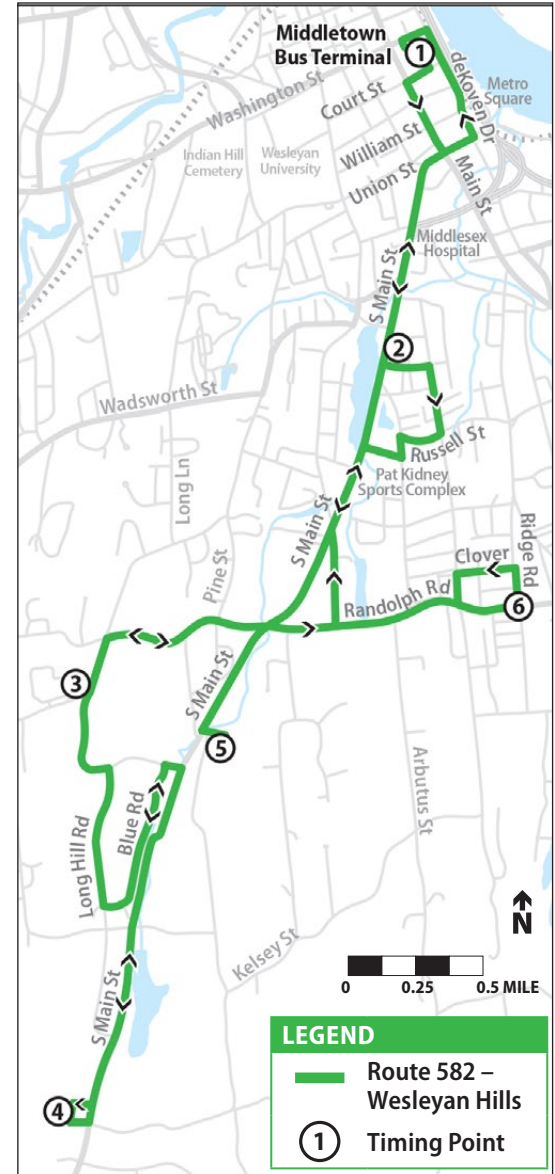 Middletown
Bus Terminal
1
deKoven Dr
Metro
Square
Washington St
Court St
William St
Indian Hill
Cemetery
Wesleyan
University
Union St
Main St
Middlesex
Hospital
S Main St
2
Wadsworth St
Russell St
Pat Kidney
Sports Complex
Long Ln
S Main St
Pine St
Clover
Ridge Rd
Randolph Rd
6
3
S Main St
5
Blue Rd
Long Hill Rd
Arbutus St
N
Kelsey St
S Main St
0 0.25 0.5 MILE
LEGEND
Route 582 –
Wesleyan Hills
4
1 Timing Point